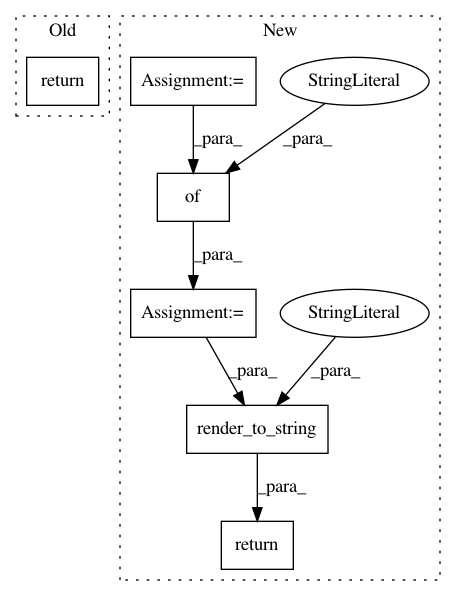 Old
New
return
Assignment:=
StringLiteral
_para_
_para_
of
_para_
Assignment:=
StringLiteral
_para_
_para_
render_to_string
_para_
return